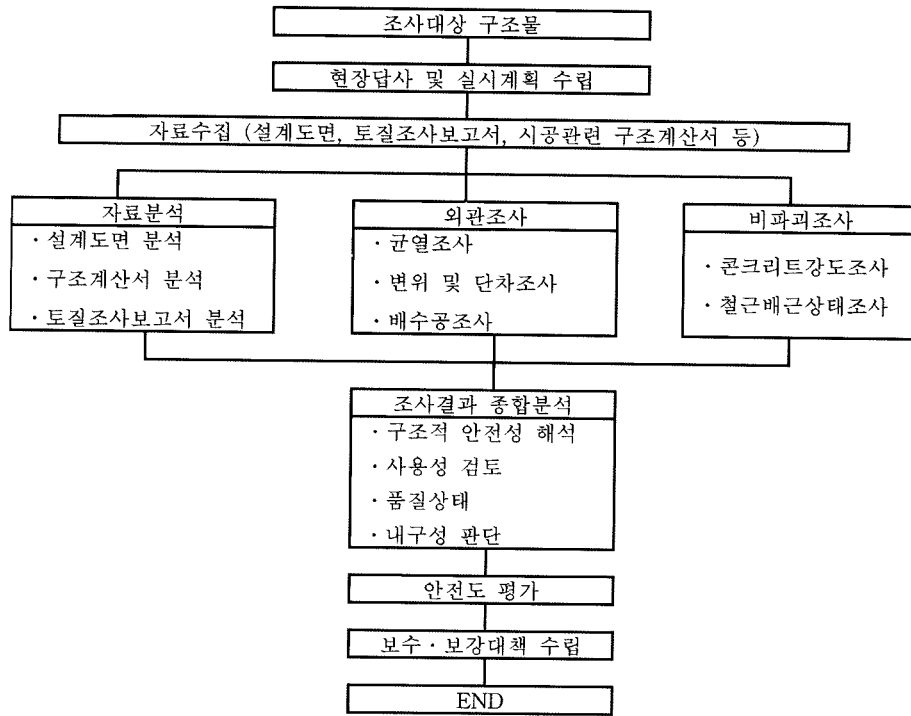 조사대상 구조물
현장답사 및 실시계획 수립
자료수집 (설계도면, 토질조사보고서, 시공관련 구조계산서 등)
자료분석
· 설계도면 분석
· 구조계산서 분석
· 토질조사보고서 분석
외관조사
· 균열조사
· 변위 및 단차조사
· 배수공조사
비파괴조사
· 콘크리트강도조사
· 철근배근상태조사
조사결과 종합분석
· 구조적 안전성 해석
· 사용성 검토
· 품질상태
· 내구성 판단
안전도 평가
보수 · 보강대책 수립
END